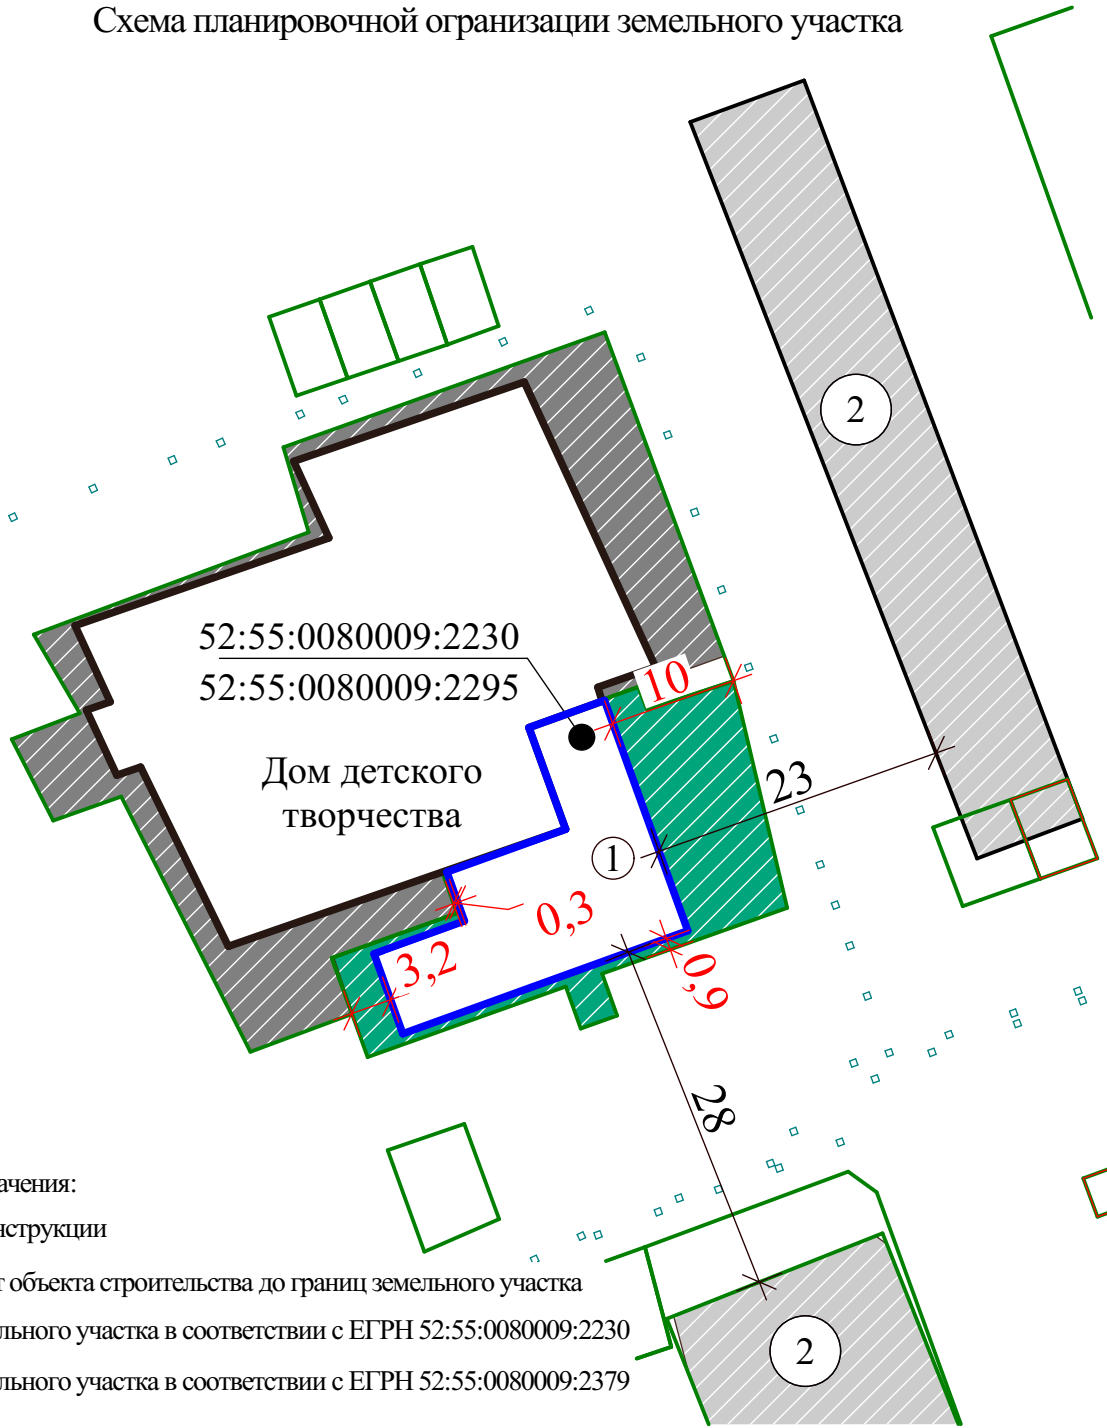 Схема планировочной огранизации земельного участка
2
52:55:0080009:2230
52:55:0080009:2295
10
Дом детского
творчества
23
1
0,3
3,2
0,9
28
ачения:
нструкции
т объекта строительства до границ земельного участка
льного участка в соответствии с ЕГРН 52:55:0080009:2230
2
льного участка в соответствии с ЕГРН 52:55:0080009:2379